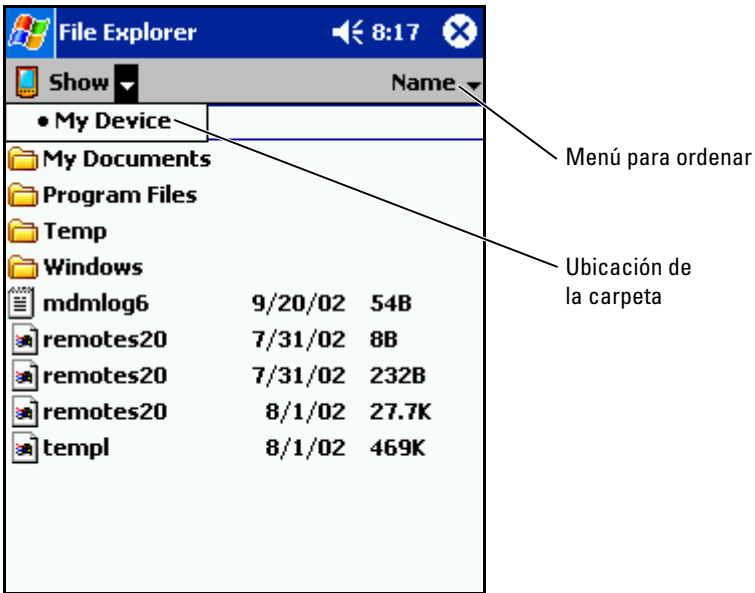 File Explorer 8:17
Show Name
• My Device
My Documents
Program Files
Temp
Windows
mdmlog6 9/20/02 54B
remotes20 7/31/02 8B
remotes20 7/31/02 232B
remotes20 8/1/02 27.7K
templ 8/1/02 469K
Menú para ordenar
Ubicación de
la carpeta